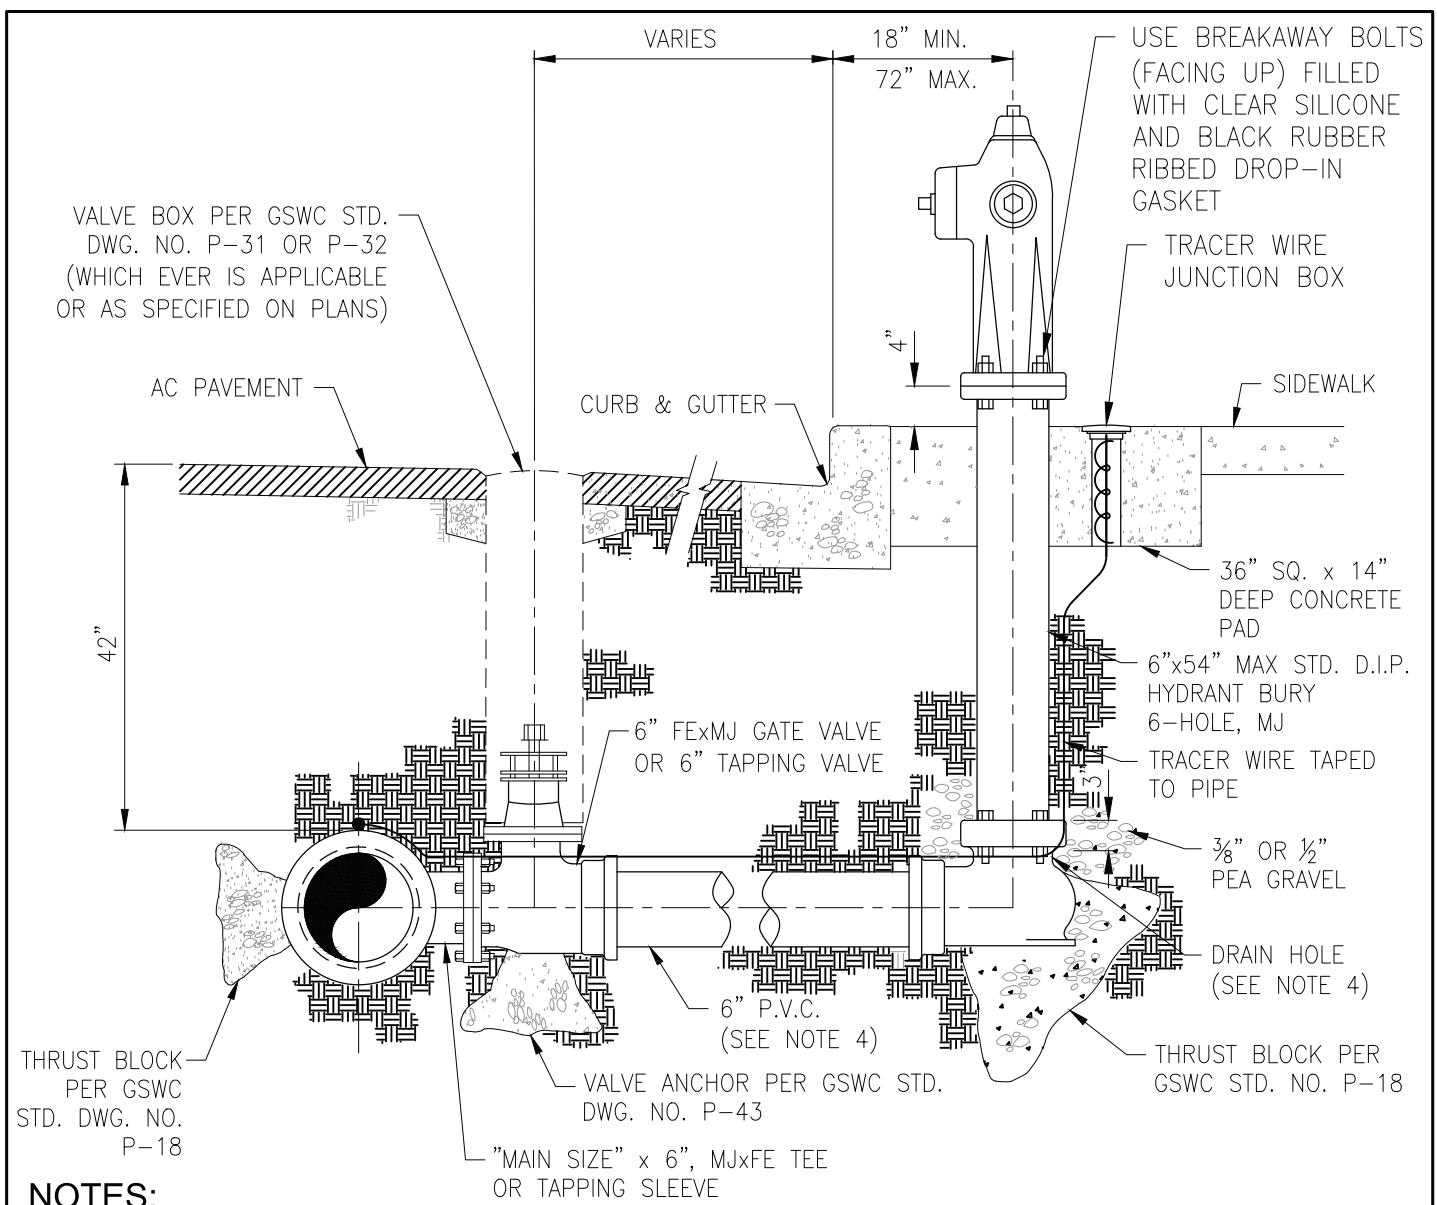 VARIES
18" MIN.
72" MAX.
USE BREAKAWAY BOLTS
(FACING UP) FILLED
WITH CLEAR SILICONE
AND BLACK RUBBER
RIBBED DROP-IN
GASKET
VALVE BOX PER GSWC STD.
DWG. NO. P-31 OR P-32
(WHICH EVER IS APPLICABLE
OR AS SPECIFIED ON PLANS)
TRACER WIRE
JUNCTION BOX
4"
AC PAVEMENT
CURB & GUTTER
SIDEWALK
42"
36" SQ. x 14"
DEEP CONCRETE
PAD
6"x54" MAX STD. D.I.P.
HYDRANT BURY
6-HOLE, MJ
6" FExMJ GATE VALVE
OR 6" TAPPING VALVE
TRACER WIRE TAPED
TO PIPE
3"
⅜" OR ½"
PEA GRAVEL
DRAIN HOLE
(SEE NOTE 4)
6" P.V.C.
(SEE NOTE 4)
THRUST BLOCK
PER GSWC
STD. DWG. NO.
P-18
VALVE ANCHOR PER GSWC STD.
DWG. NO. P-43
THRUST BLOCK PER
GSWC STD. NO. P-18
"MAIN SIZE" x 6", MJxFE TEE
OR TAPPING SLEEVE
NOTES: